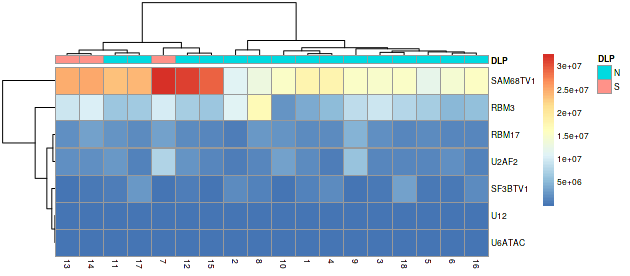 DLP
DLP
N
S
SAM68TV1
RBM3
RBM17
U2AF2
SF3BTV1
U12
U6ATAC
3e+07
2.5e+07
2e+07
1.5e+07
1e+07
5e+06
13 14 11 17 7 12 15 2 8 10 1 4 9 3 18 5 6 16